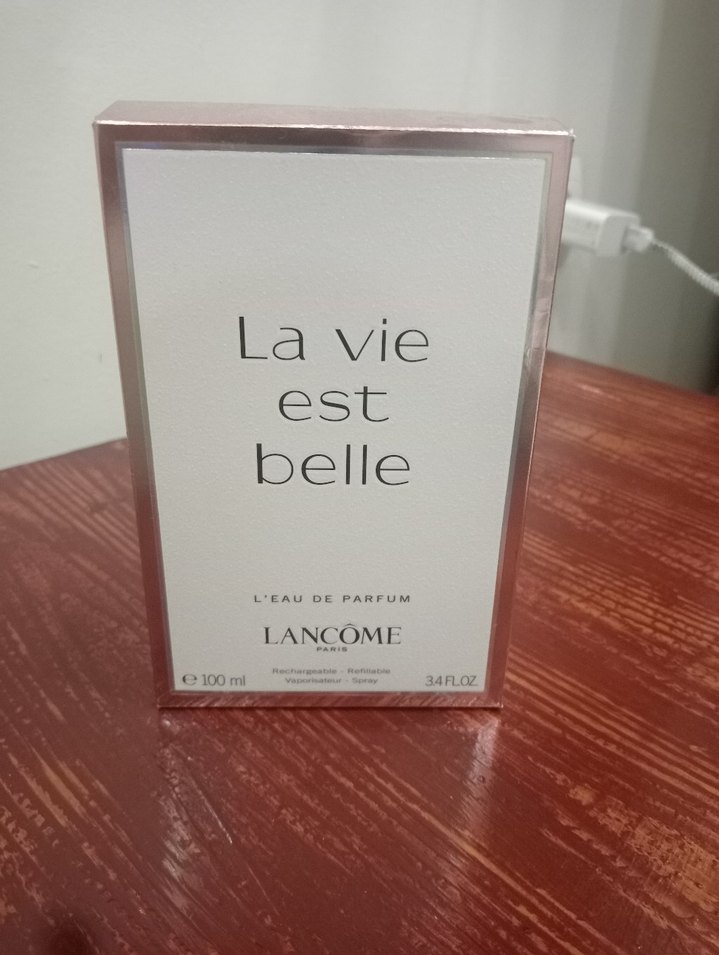 La vie
est
belle
L'EAU DE PARFUM
LANCÔME
PARIS
Rechargeable - Refillable
Vaporisateur - Spray
℮ 100 ml
3.4 FL.OZ.